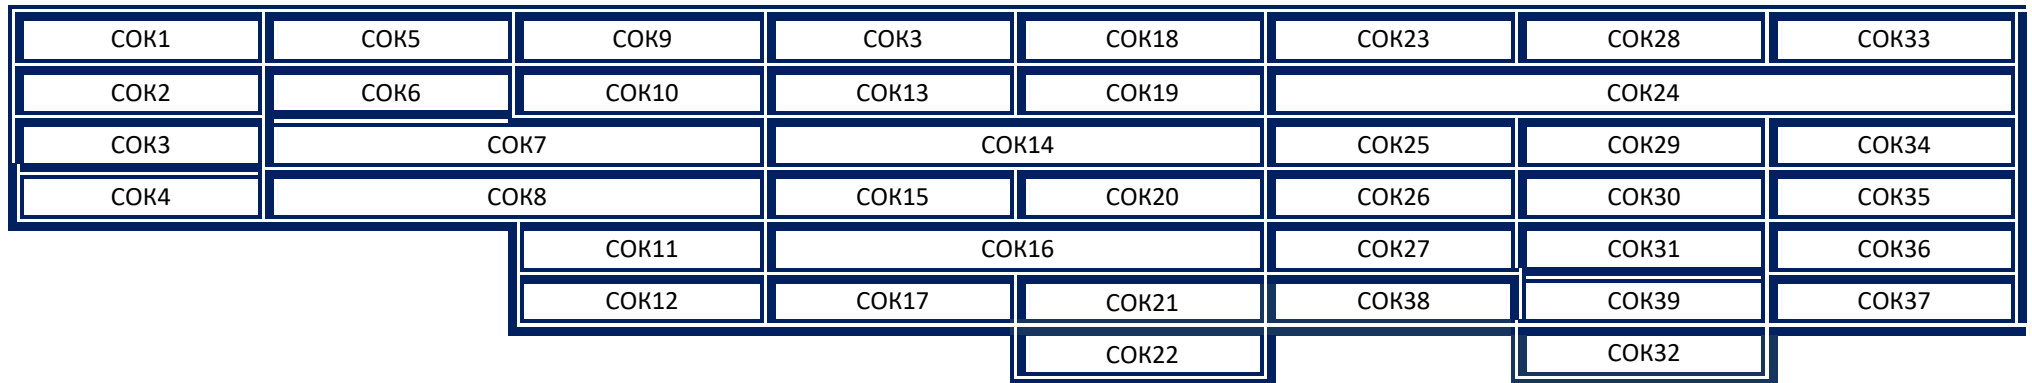 СОК1 СОК5 СОК9 СОК3 СОК18 СОК23 СОК28 СОК33
СОК2 СОК6 СОК10 СОК13 СОК19 СОК24
СОК3 СОК7 СОК14 СОК25 СОК29 СОК34
СОК4 СОК8 СОК15 СОК20 СОК26 СОК30 СОК35
СОК11 СОК16 СОК27 СОК31 СОК36
СОК12 СОК17 СОК21 СОК38 СОК39 СОК37
СОК22 СОК32